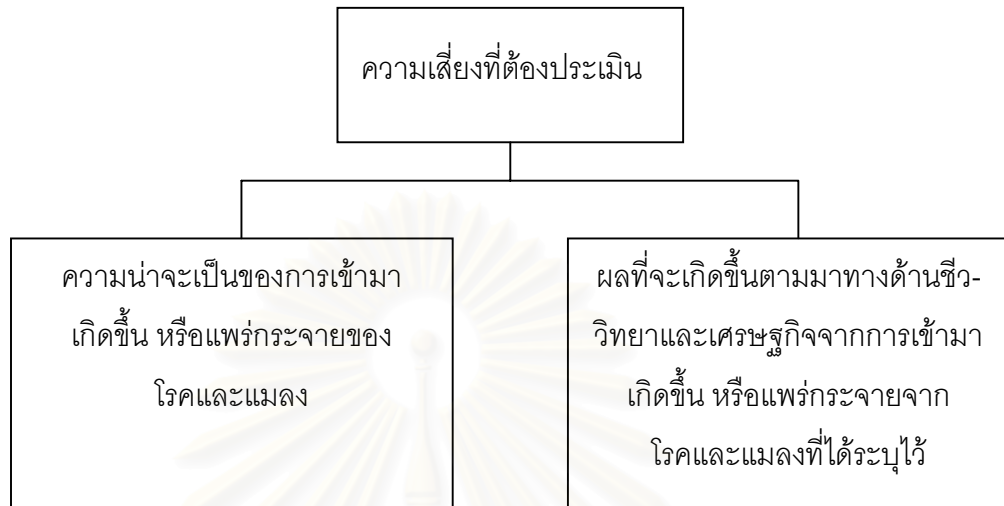 ความเสี่ยงที่ต้องประเมิน
ความน่าจะเป็นของการเข้ามา
เกิดขึ้น หรือแพร่กระจายของ
โรคและแมลง
ผลที่จะเกิดขึ้นตามมาทางด้านชีว-
วิทยาและเศรษฐกิจจากการเข้ามา
เกิดขึ้น หรือแพร่กระจายจาก
โรคและแมลงที่ได้ระบุไว้